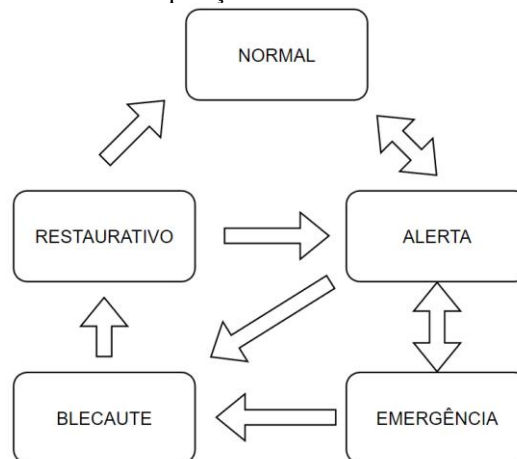 NORMAL
RESTAURATIVO
ALERTA
BLECAUTE
EMERGÊNCIA